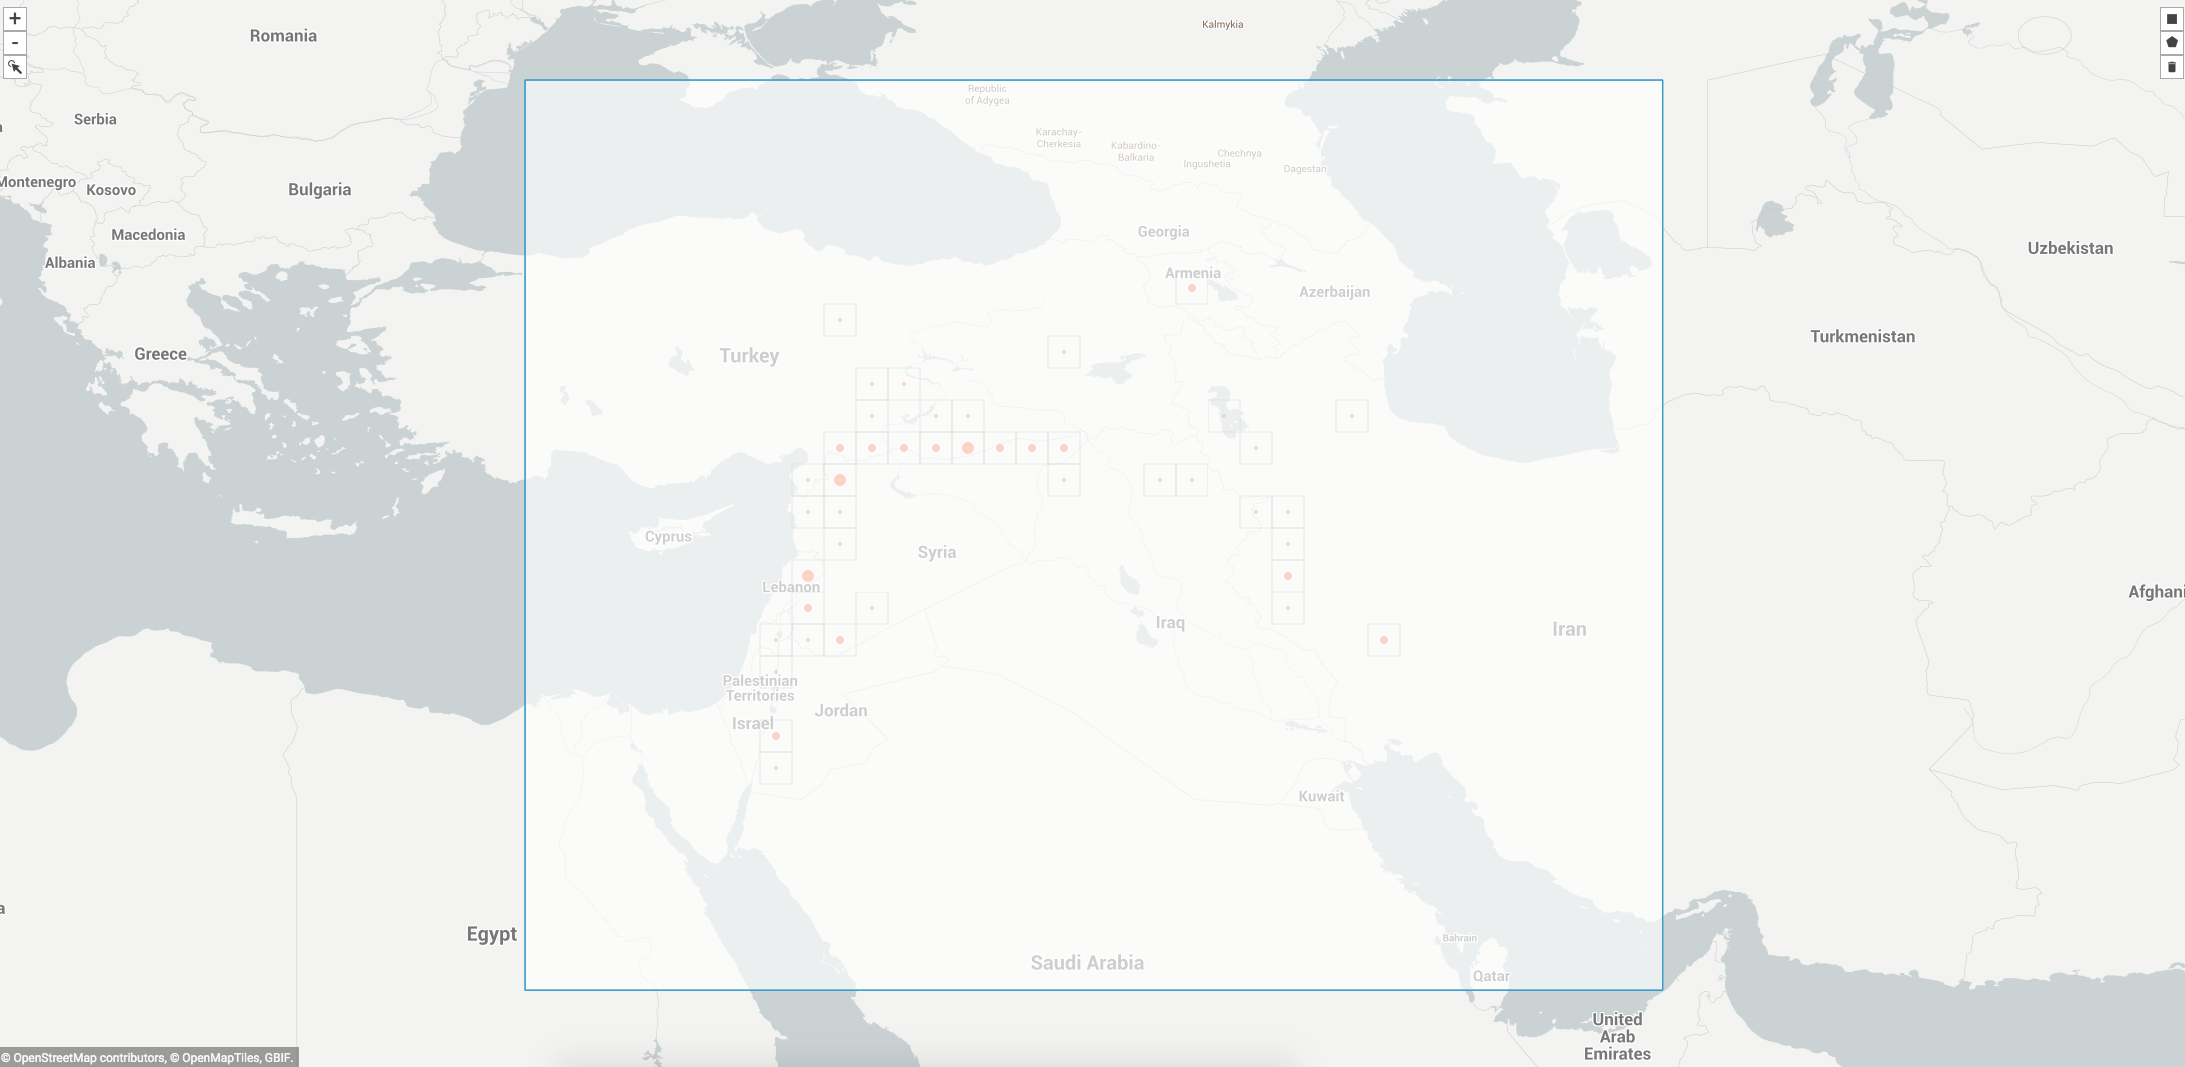 +
-
Romania
Kalmykia
Republic
of Adygea
Serbia
Karachay-
Cherkesia
Kabardino-
Balkaria
Chechnya
Ingushetia
Dagestan
Montenegro
Kosovo
Bulgaria
Macedonia
Georgia
Albania
Uzbekistan
Armenia
Azerbaijan
Turkmenistan
Greece
Turkey
Cyprus
Syria
Lebanon
Afghani
Iraq
Iran
Palestinian
Territories
Jordan
Israel
Kuwait
a
Egypt
Bahrain
Saudi Arabia
Qatar
United
Arab
Emirates
© OpenStreetMap contributors, © OpenMapTiles, GBIF.